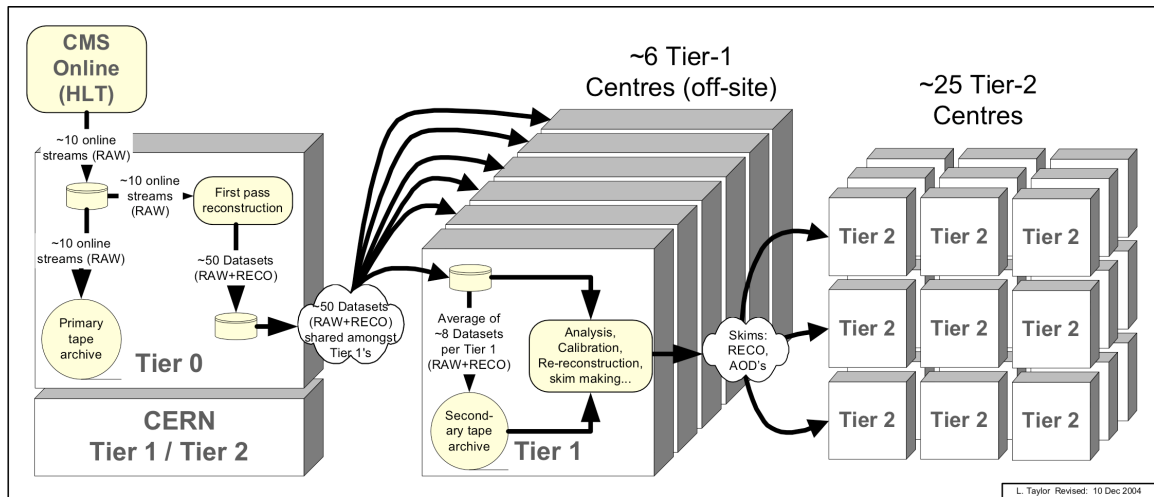 CMS
Online
(HLT)
~10 online
streams (RAW)
~10 online
streams
(RAW)
First pass
reconstruction
~10 online
streams (RAW)
~50 Datasets
(RAW+RECO)
Primary
tape
archive
Tier 0
CERN
Tier 1 / Tier 2
~50 Datasets
(RAW+RECO)
shared amongst
Tier 1's
~6 Tier-1
Centres (off-site)
Average of
~8 Datasets
per Tier 1
(RAW+RECO)
Analysis,
Calibration,
Re-reconstruction,
skim making...
Second-
ary tape
archive
Tier 1
Skims:
RECO,
AOD's
~25 Tier-2
Centres
Tier 2 Tier 2 Tier 2
Tier 2 Tier 2 Tier 2
Tier 2 Tier 2 Tier 2
L. Taylor Revised: 10 Dec 2004